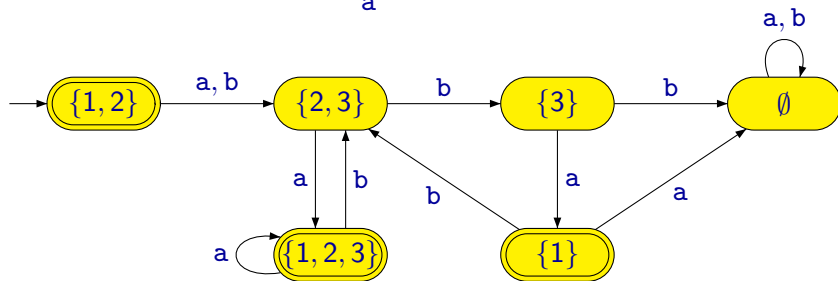 a
a, b
{1, 2}
a, b
{2, 3}
b
{3}
b
∅
a
b
b
a
a
a
{1, 2, 3}
{1}